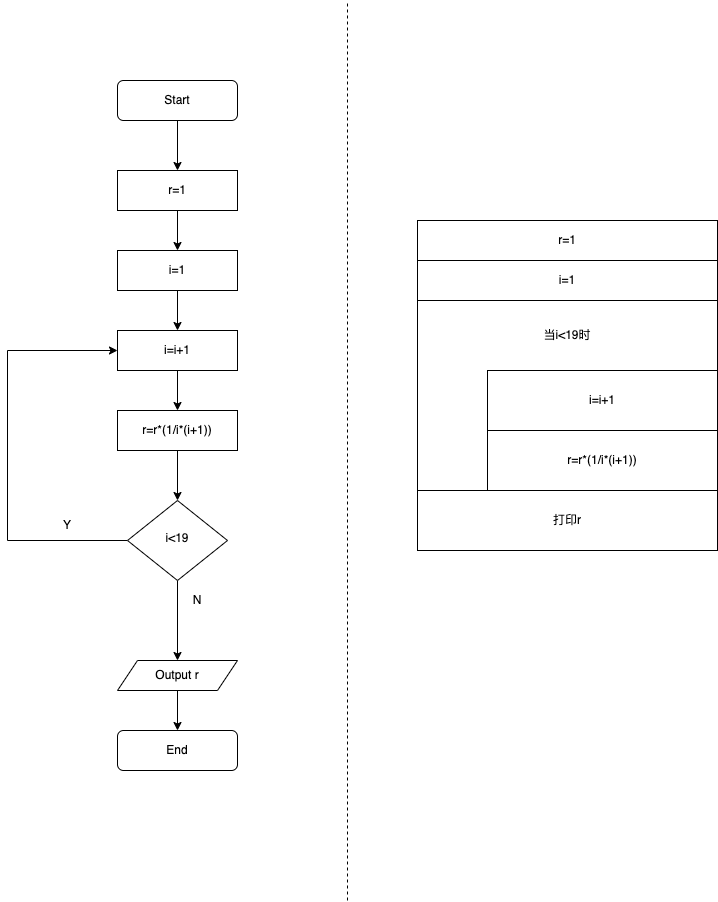 Start
r=1
i=1
i=i+1
r=r*(1/i*(i+1))
i<19
Y
N
Output r
End
r=1
i=1
当i<19时
i=i+1
r=r*(1/i*(i+1))
打印r